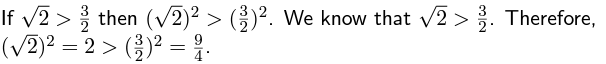 If √2 > 3/2 then (√2)² > (3/2)². We know that √2 > 3/2. Therefore,
(√2)² = 2 > (3/2)² = 9/4.